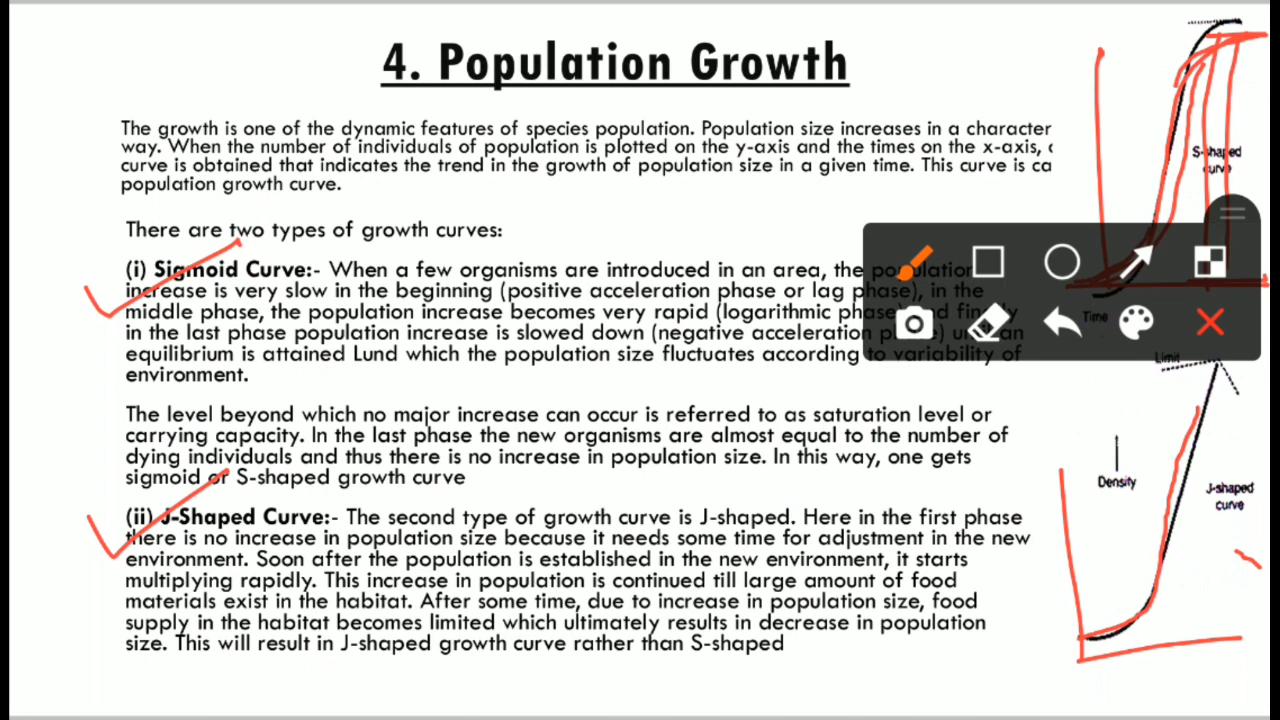 4. Population Growth
The growth is one of the dynamic features of species population. Population size increases in a character
way. When the number of individuals of population is plotted on the y-axis and the times on the x-axis,
curve is obtained that indicates the trend in the growth of population size in a given time. This curve is ca
population growth curve.
There are two types of growth curves:
(i) Sigmoid Curve:- When a few organisms are introduced in an area, the population
increase is very slow in the beginning (positive acceleration phase or lag phase), in the
middle phase, the population increase becomes very rapid (logarithmic phase) and
in the last phase population increase is slowed down (negative acceleration
equilibrium is attained Lund which the population size fluctuates according to variability of
environment.
The level beyond which no major increase can occur is referred to as saturation level or
carrying capacity. In the last phase the new organisms are almost equal to the number of
dying individuals and thus there is no increase in population size. In this way, one gets
sigmoid or S-shaped growth curve
(ii) J-Shaped Curve:- The second type of growth curve is J-shaped. Here in the first phase
there is no increase in population size because it needs some time for adjustment in the new
environment. Soon after the population is established in the new environment, it starts
multiplying rapidly. This increase in population is continued till large amount of food
materials exist in the habitat. After some time, due to increase in population size, food
supply in the habitat becomes limited which ultimately results in decrease in population
size. This will result in J-shaped growth curve rather than S-shaped
S-shaped
curve
Time
Limit
Density
J-shaped
curve